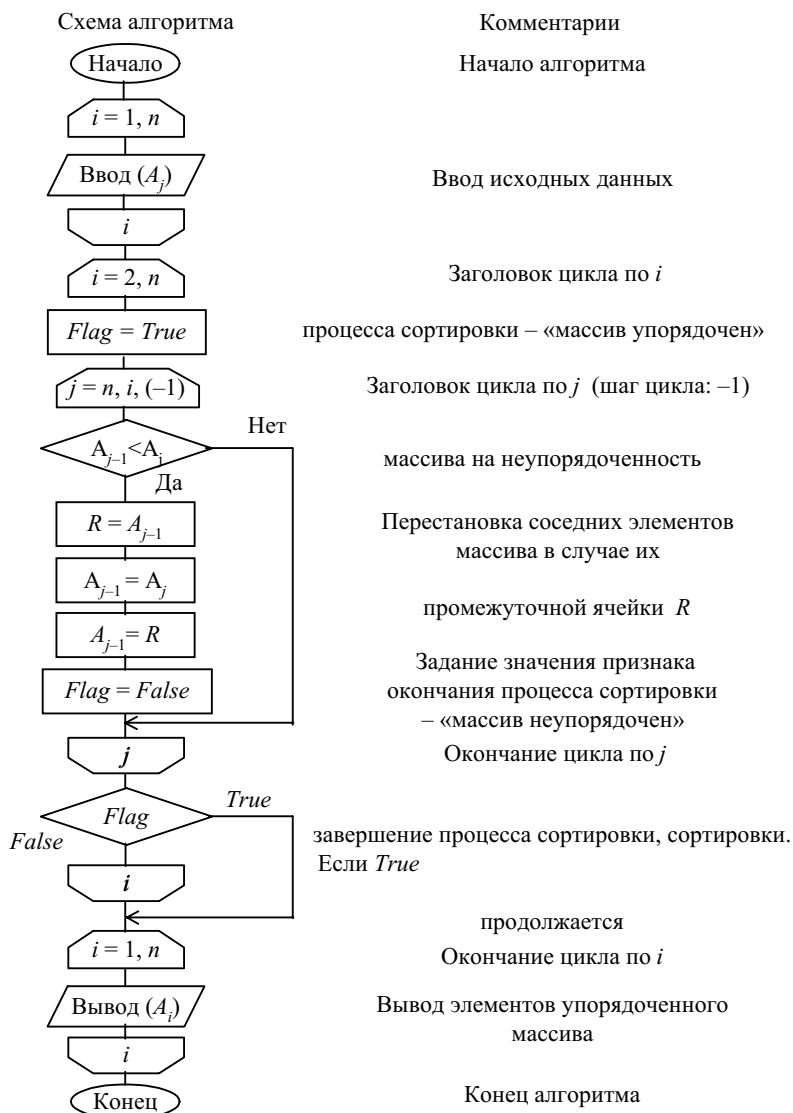 Схема алгоритма Комментарии
Начало Начало алгоритма
i = 1, n
Ввод (Aj) Ввод исходных данных
i
i = 2, n Заголовок цикла по i
Flag = True процесса сортировки – «массив упорядочен»
j = n, i, (–1) Заголовок цикла по j (шаг цикла: –1)
Нет
Aj–1<Aj массива на неупорядоченность
Да
R = Aj–1 Перестановка соседних элементов
массива в случае их
Aj–1 = Aj
промежуточной ячейки R
Aj–1= R
Задание значения признака
Flag = False окончания процесса сортировки
– «массив неупорядочен»
j Окончание цикла по j
True
Flag
False завершение процесса сортировки, сортировки.
Если True
i
продолжается
i = 1, n Окончание цикла по i
Вывод (Ai) Вывод элементов упорядоченного
массива
i
Конец Конец алгоритма